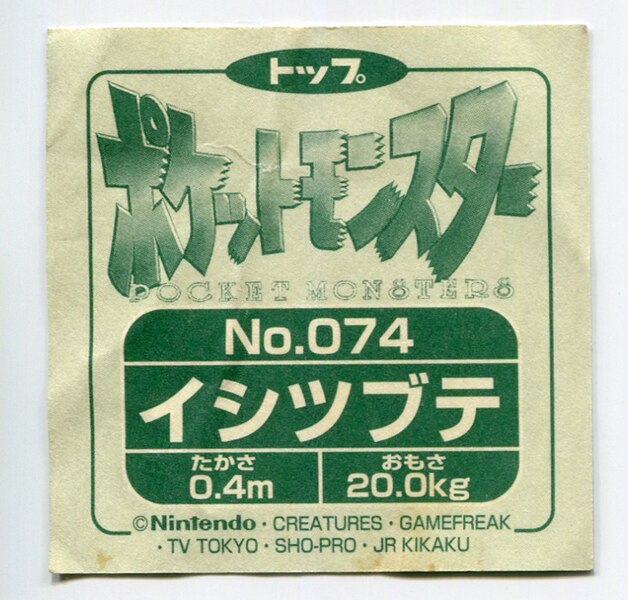 トップ。
ポケットモンスター
POCKET MONSTERS
No.074
イシツブテ
たかさ おもさ
0.4m 20.0kg
©Nintendo・CREATURES・GAMEFREAK
・TV TOKYO・SHO-PRO・JR KIKAKU